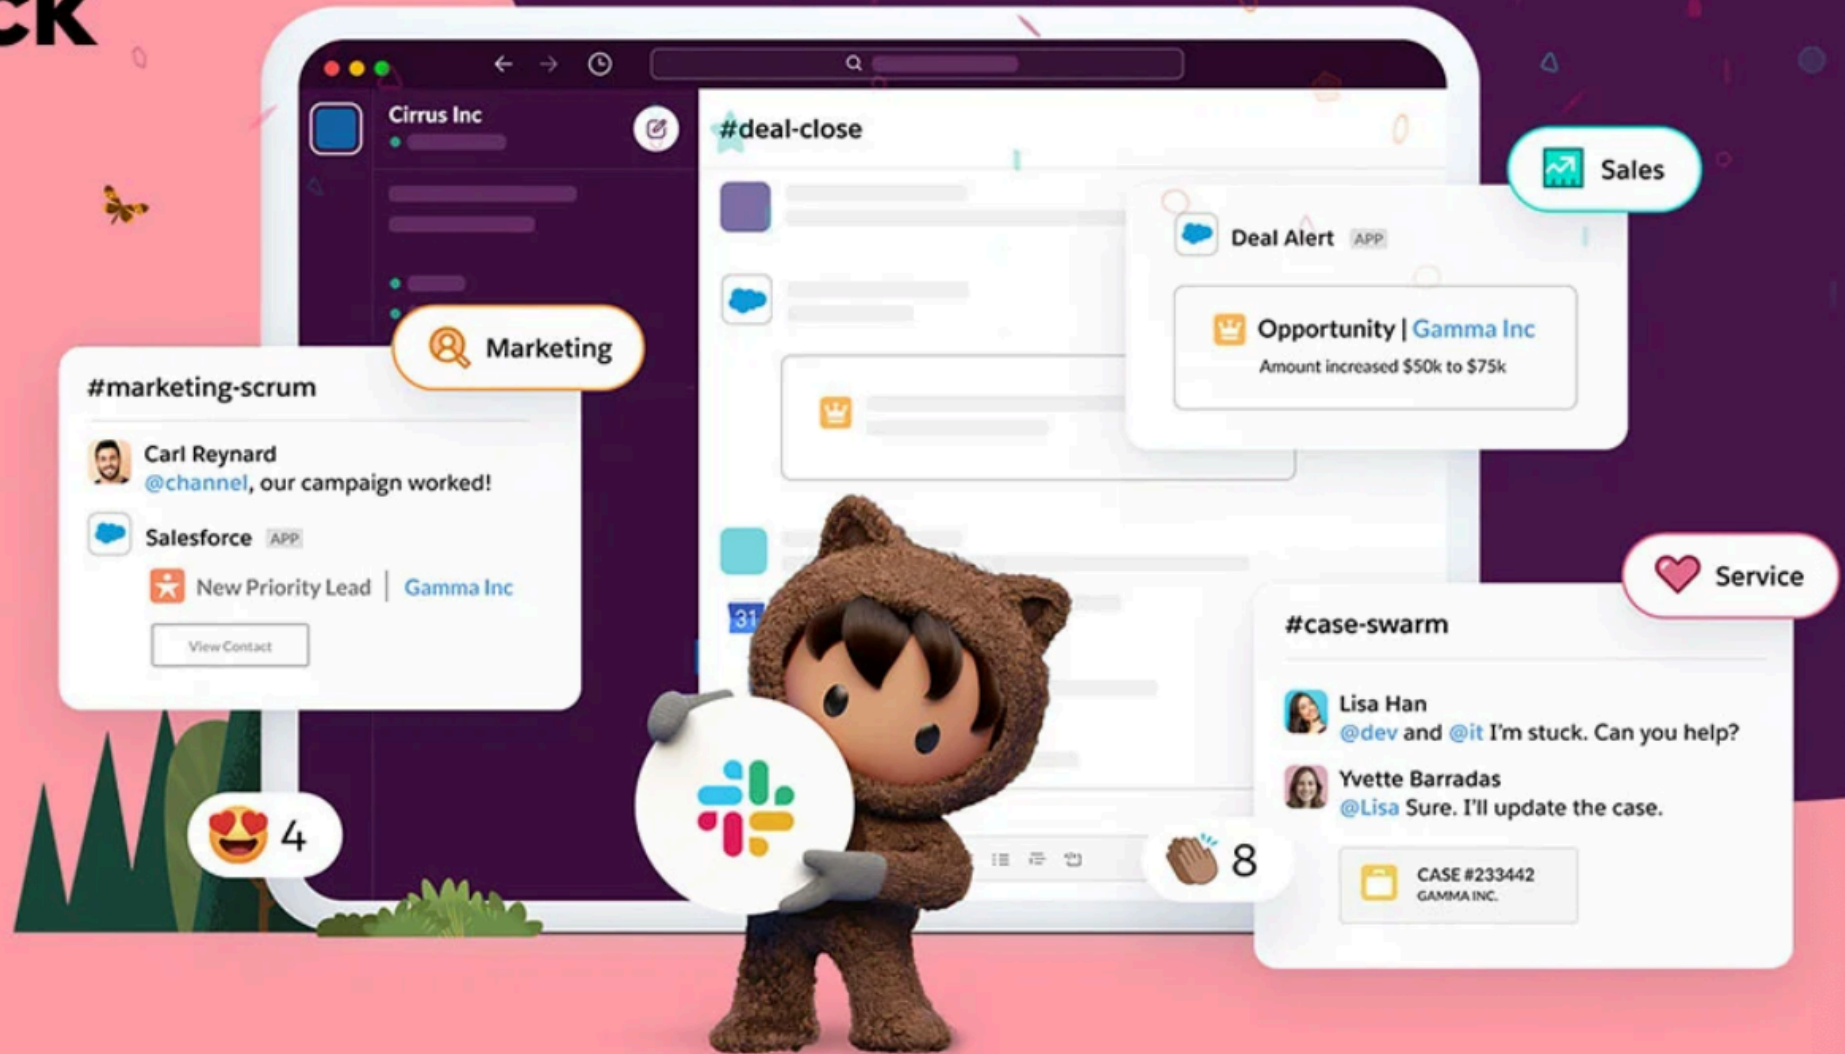 CK
Cirrus Inc
#deal-close
Sales
Deal Alert APP
Opportunity | Gamma Inc
Amount increased $50k to $75k
Marketing
#marketing-scrum
Carl Reynard
@channel, our campaign worked!
Salesforce APP
New Priority Lead | Gamma Inc
View Contact
31
Service
#case-swarm
Lisa Han
@dev and @it I'm stuck. Can you help?
Yvette Barradas
@Lisa Sure. I'll update the case.
CASE #233442
GAMMA INC.
4
8